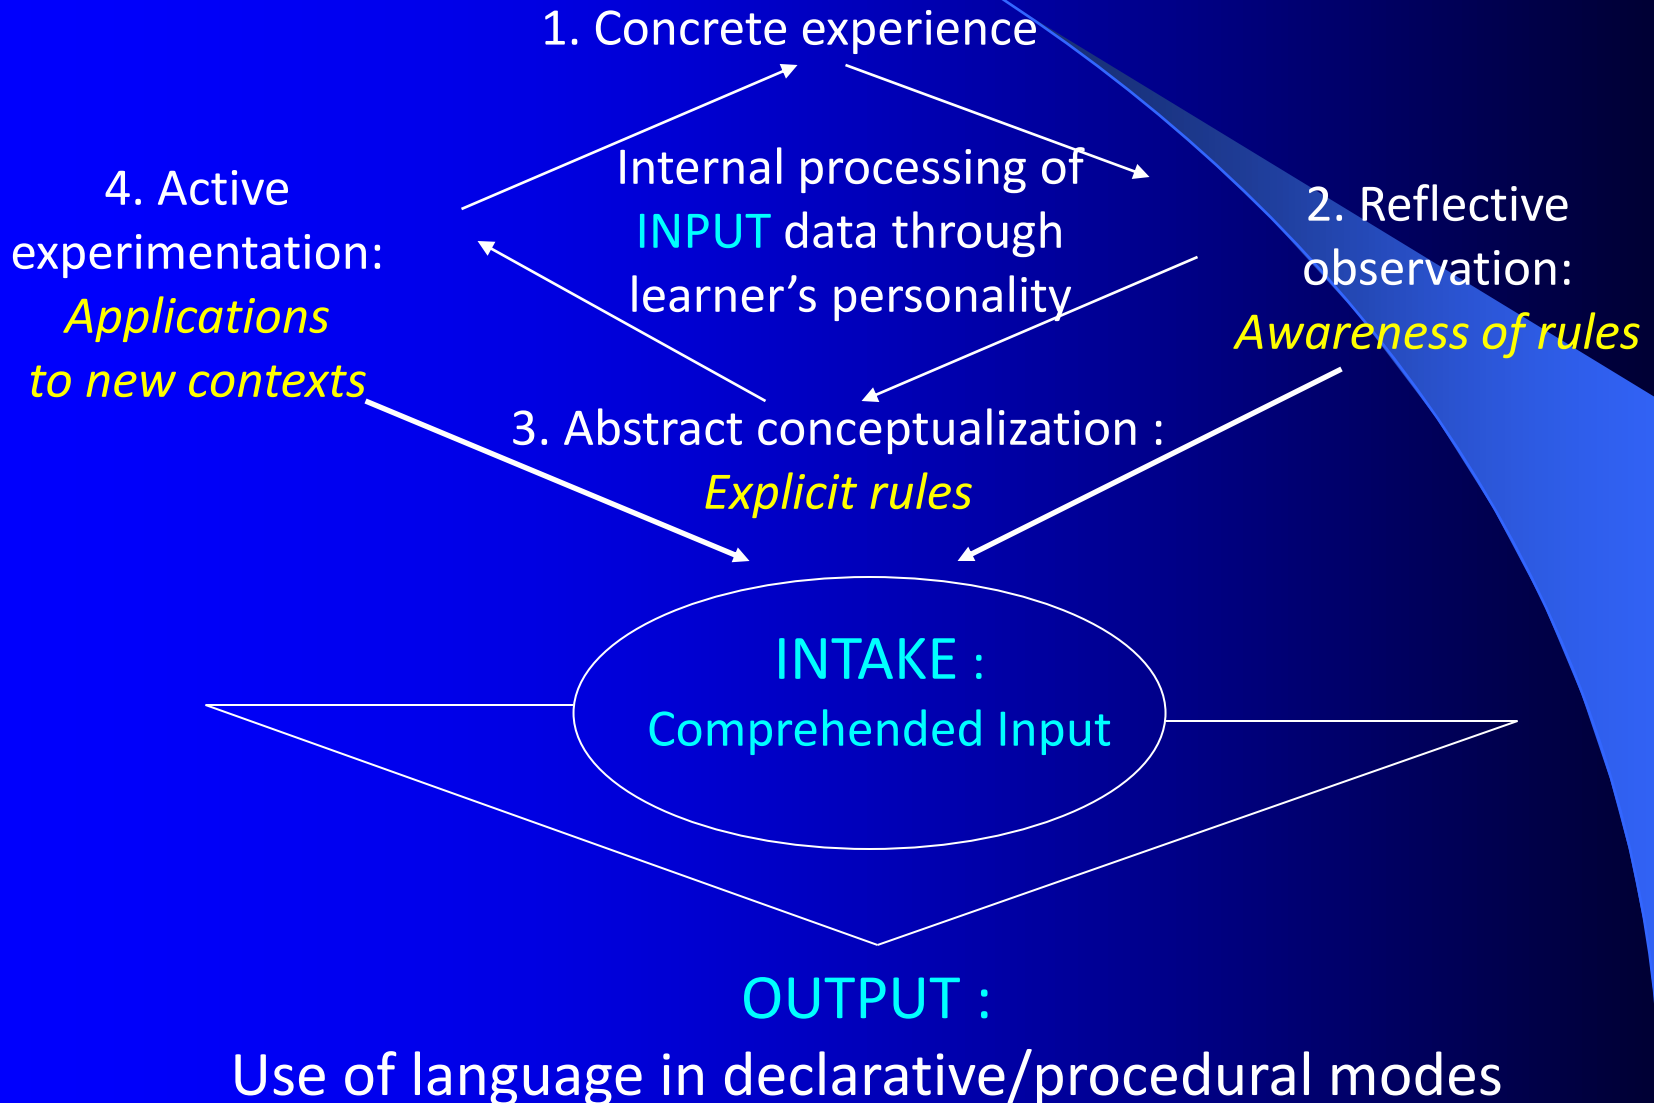 1. Concrete experience
Internal processing of
INPUT data through
learner’s personality
4. Active
experimentation:
Applications
to new contexts
2. Reflective
observation:
Awareness of rules
3. Abstract conceptualization :
Explicit rules
INTAKE :
Comprehended Input
OUTPUT :
Use of language in declarative/procedural modes